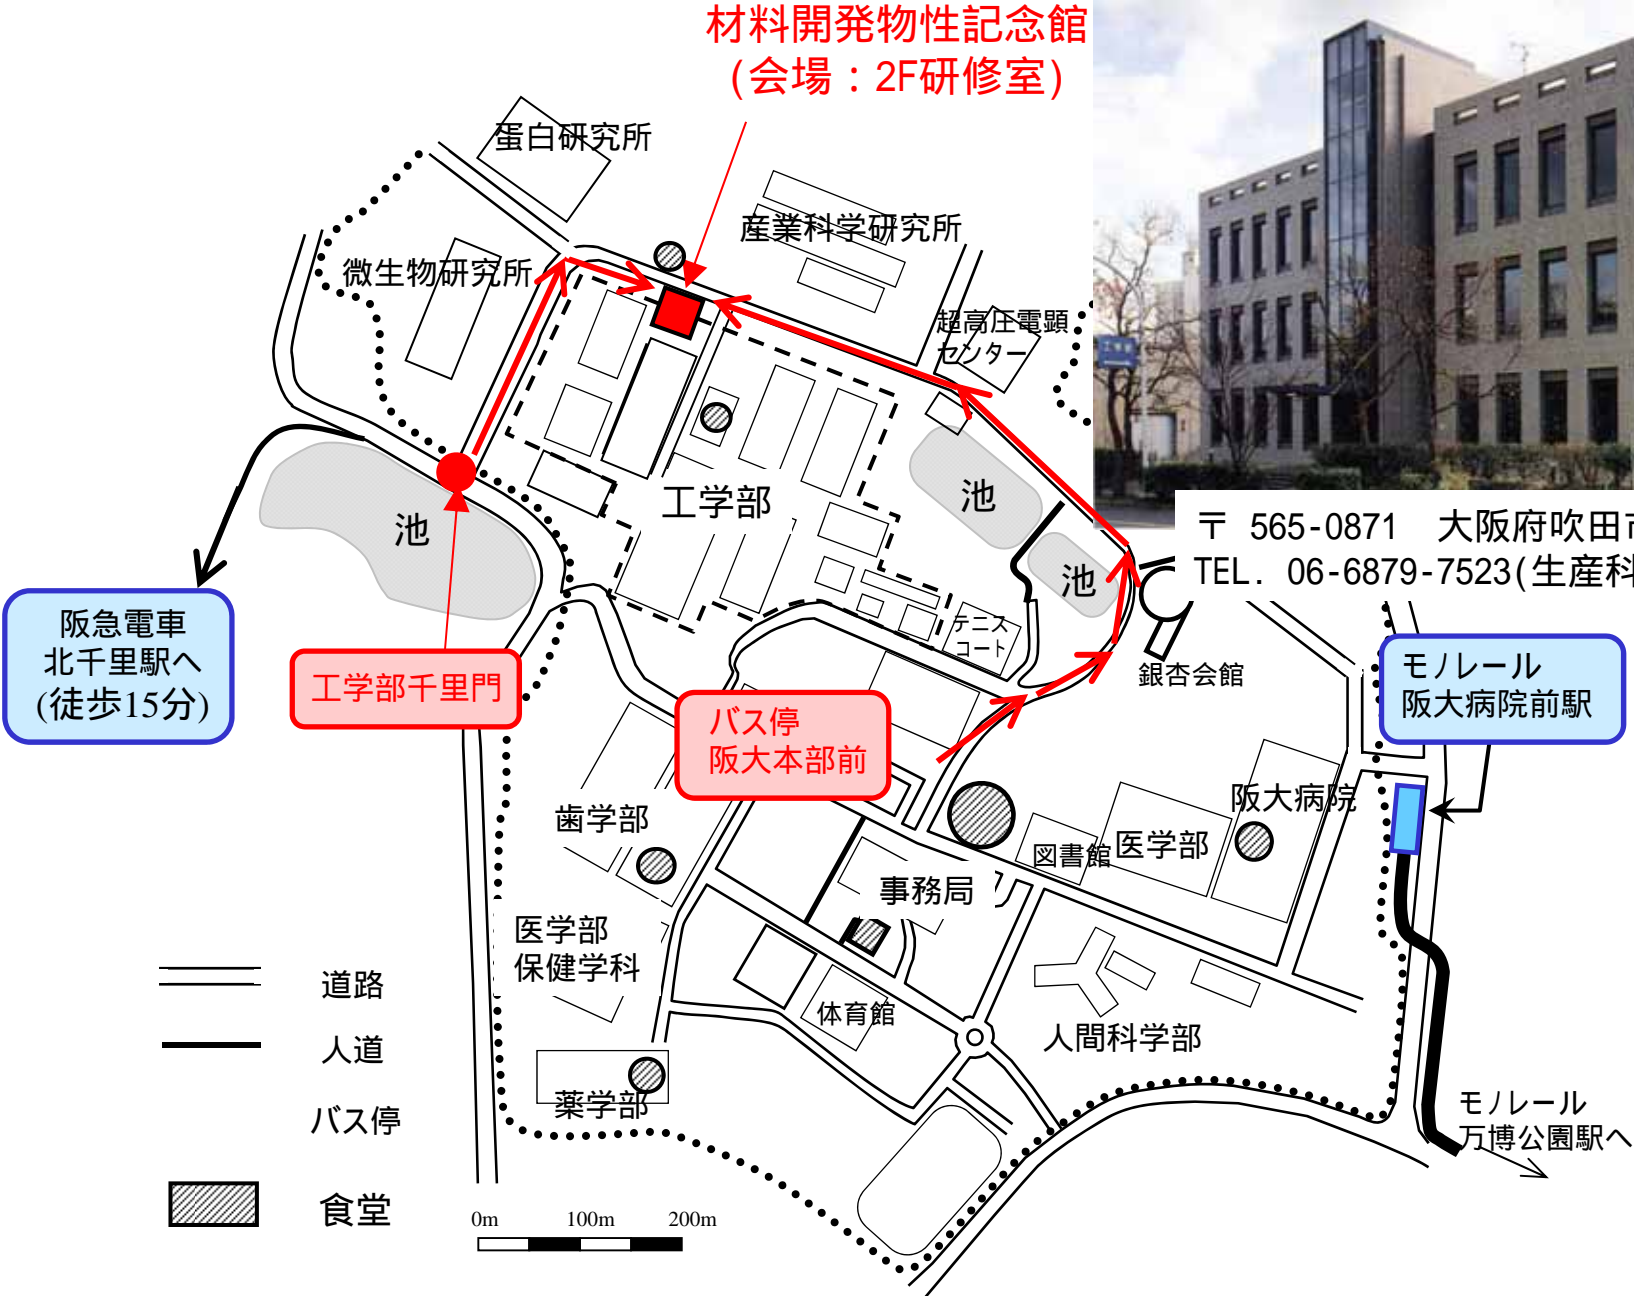 材料開発物性記念館
(会場：2F研修室)
蛋白研究所
産業科学研究所
微生物研究所
超高圧電顕
センター
工学部
池
池
池
〒 565-0871 大阪府吹田市
TEL. 06-6879-7523(生産科
阪急電車
北千里駅へ
(徒歩15分)
工学部千里門
テニス
コート
銀杏会館
モノレール
阪大病院前駅
バス停
阪大本部前
歯学部
阪大病院
図書館
医学部
事務局
医学部
保健学科
体育館
人間科学部
薬学部
道路
人道
バス停
食堂
0m 100m 200m
モノレール
万博公園駅へ